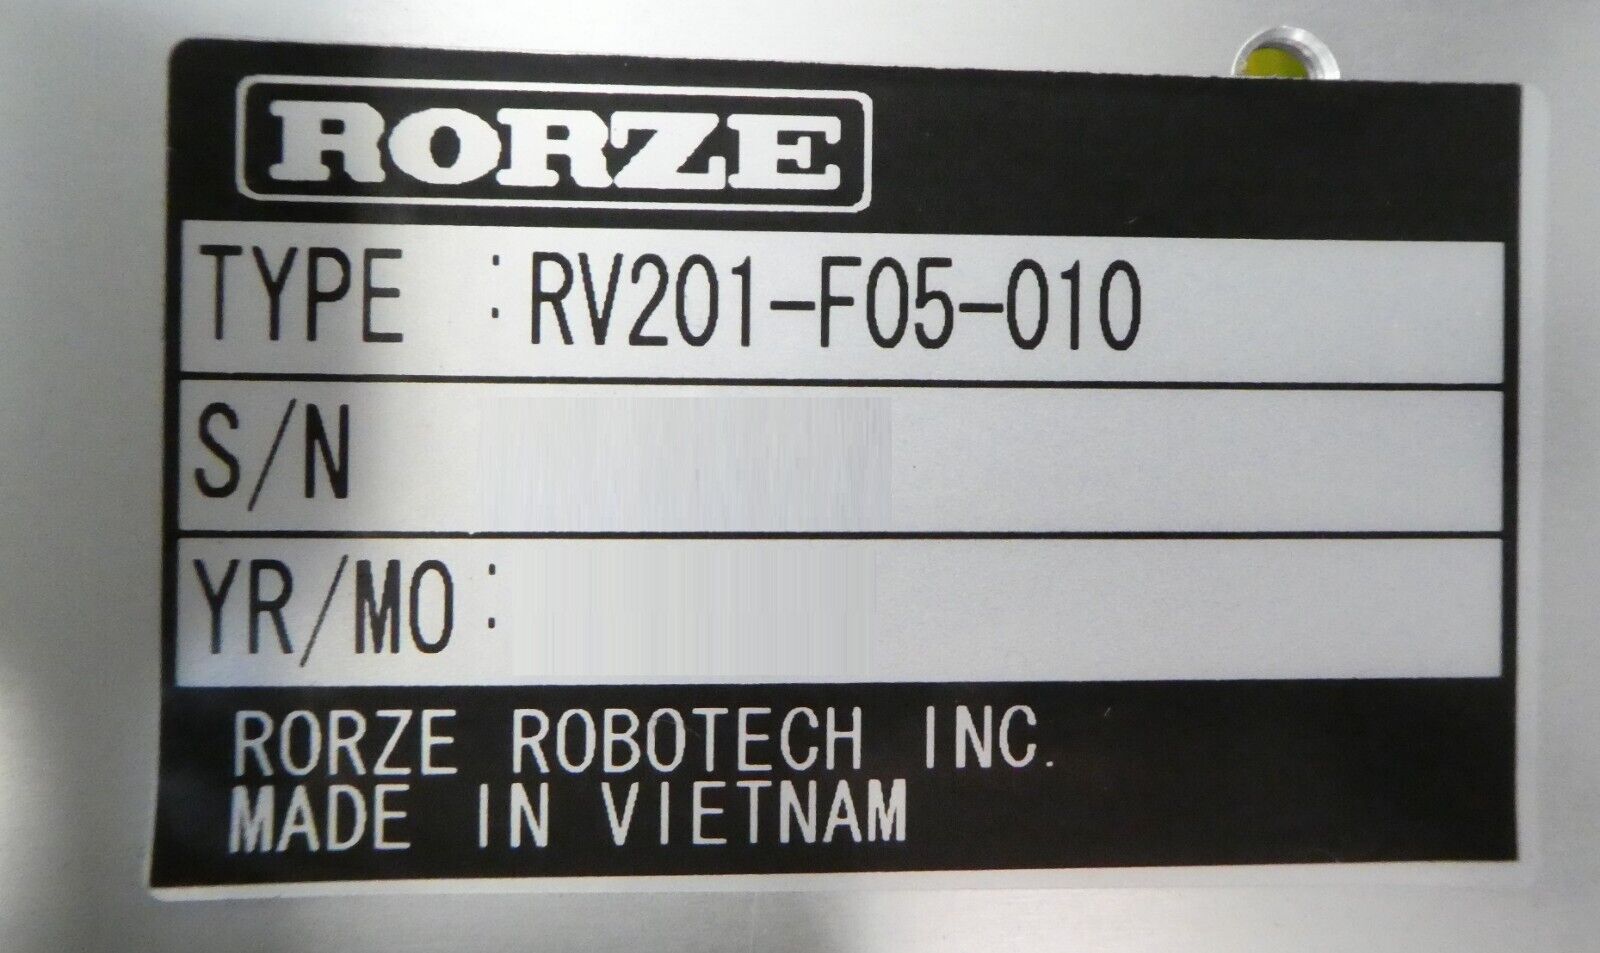 RORZE
TYPE : RV201-F05-010
S/N
YR/MO :
RORZE ROBOTECH INC.
MADE IN VIETNAM